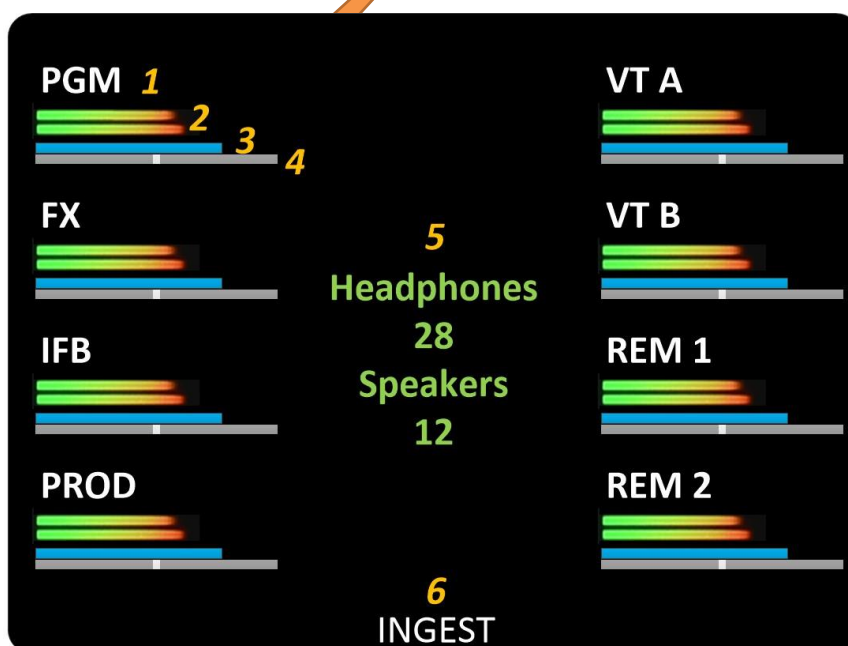 PGM 1
2
3
4
FX
IFB
PROD
5
Headphones
28
Speakers
12
6
INGEST
VT A
VT B
REM 1
REM 2